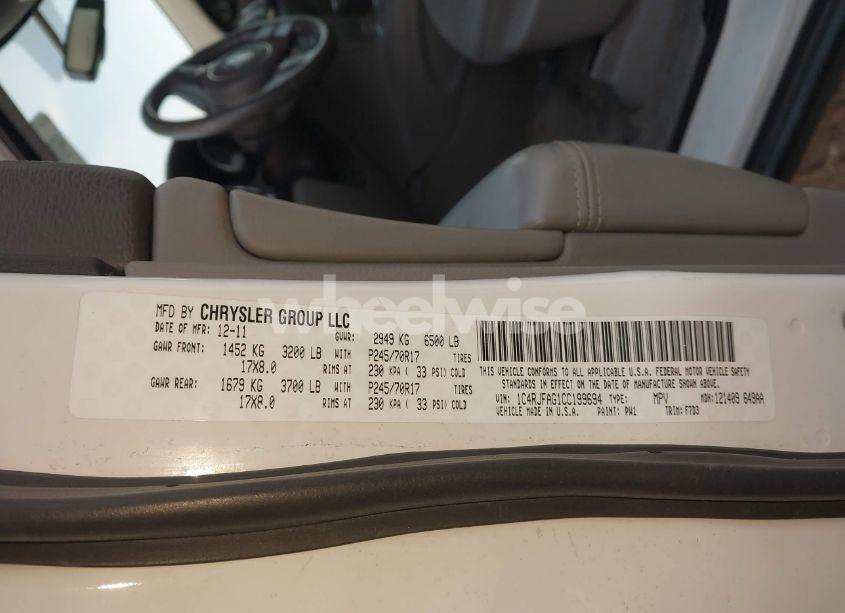 wheelwise
MFD BY CHRYSLER GROUP LLC
DATE OF MFR: 12-11 GVWR: 2949 KG 6500 LB
GAWR FRONT: 1452 KG 3200 LB WITH P245/70R17 TIRES
17X8.0 RIMS AT 230 KPA ( 33 PSI) COLD
GAWR REAR: 1679 KG 3700 LB WITH P245/70R17 TIRES
17X8.0 RIMS AT 230 KPA ( 33 PSI) COLD
THIS VEHICLE CONFORMS TO ALL APPLICABLE U.S.A. FEDERAL MOTOR VEHICLE SAFETY
STANDARDS IN EFFECT ON THE DATE OF MANUFACTURE SHOWN ABOVE.
VIN: 1C4RJFAG1CC199694 TYPE: MPV MDH: 121409 649AA
VEHICLE MADE IN U.S.A. PAINT: PW1 TRIM: F7D3